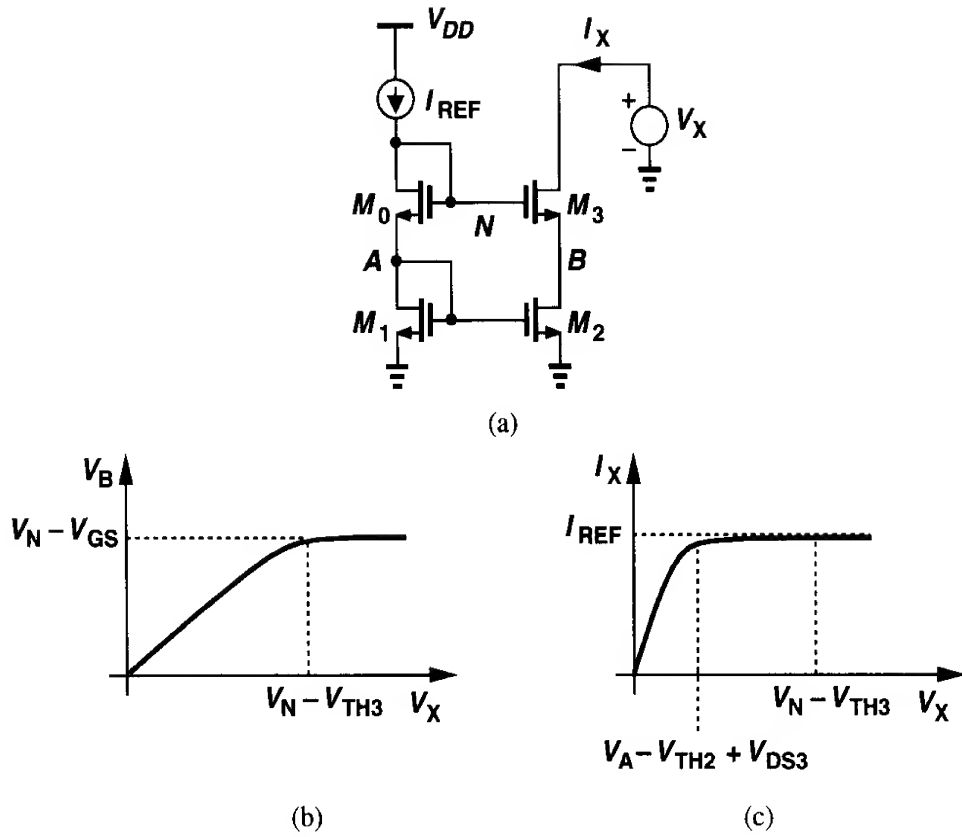 V_DD
I_X
I_REF
+
V_X
−
M_0
N
M_3
A
B
M_1
M_2
(a)
V_B
V_N − V_GS
V_N − V_TH3
V_X
(b)
I_X
I_REF
V_N − V_TH3
V_X
V_A − V_TH2 + V_DS3
(c)